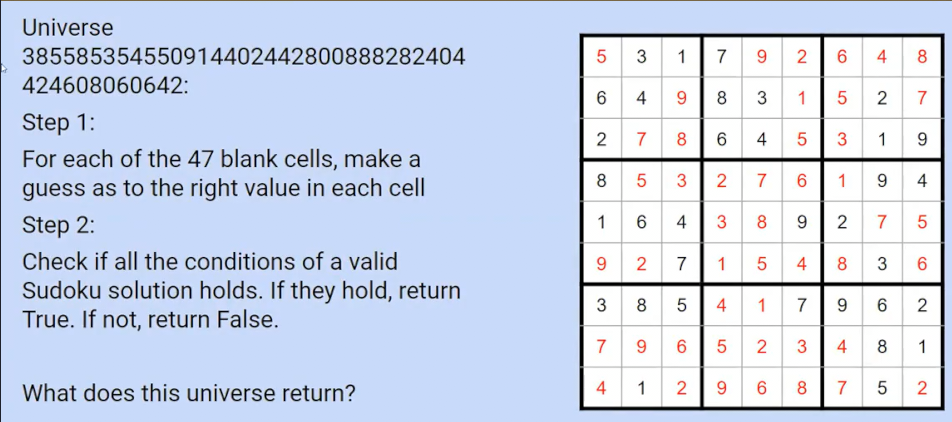 Universe
385585354550914402442800888282404
424608060642:
Step 1:
For each of the 47 blank cells, make a
guess as to the right value in each cell
Step 2:
Check if all the conditions of a valid
Sudoku solution holds. If they hold, return
True. If not, return False.
What does this universe return?
5 3 1 7 9 2 6 4 8
6 4 9 8 3 1 5 2 7
2 7 8 6 4 5 3 1 9
8 5 3 2 7 6 1 9 4
1 6 4 3 8 9 2 7 5
9 2 7 1 5 4 8 3 6
3 8 5 4 1 7 9 6 2
7 9 6 5 2 3 4 8 1
4 1 2 9 6 8 7 5 2